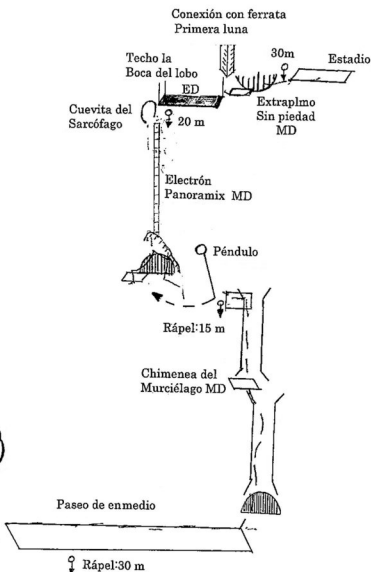 Conexión con ferrata
Primera luna
Techo la
Boca del lobo
ED
30m
Estadio
Cuevita del
Sarcófago
20 m
Extraplmo
Sin piedad
MD
Electrón
Panoramix MD
Péndulo
Rápel:15 m
Chimenea del
Murciélago MD
Paseo de enmedio
Rápel:30 m